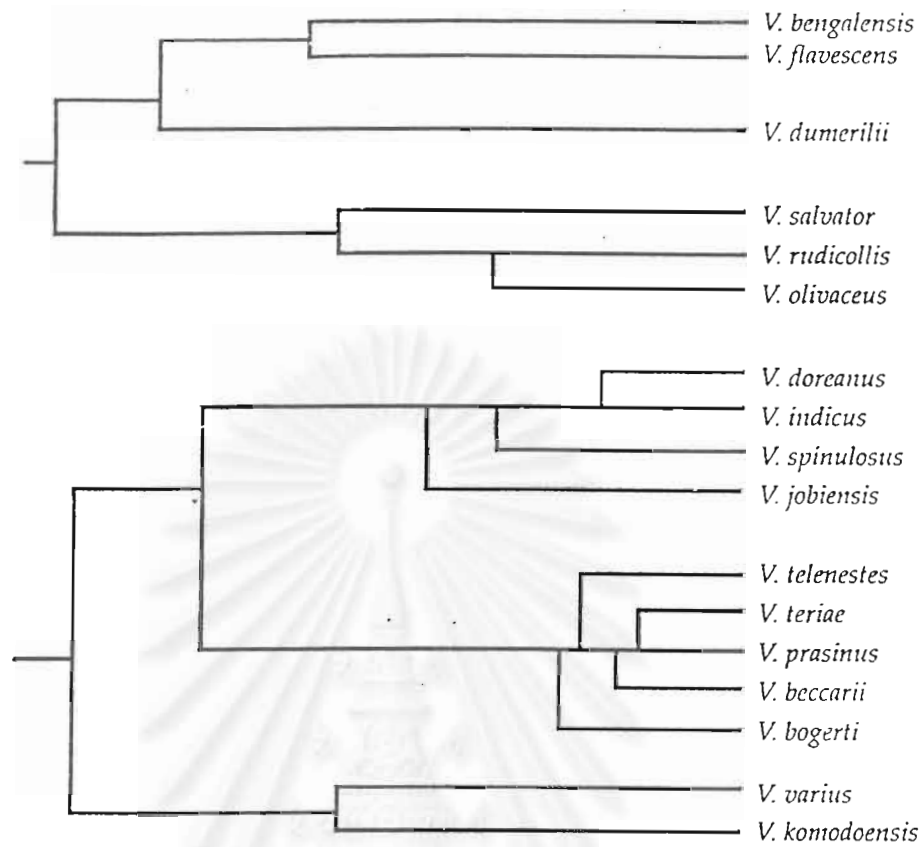 V. bengalensis
V. flavescens
V. dumerilii
V. salvator
V. rudicollis
V. olivaceus
V. doreanus
V. indicus
V. spinulosus
V. jobiensis
V. telenestes
V. teriae
V. prasinus
V. beccarii
V. bogerti
V. varius
V. komodoensis